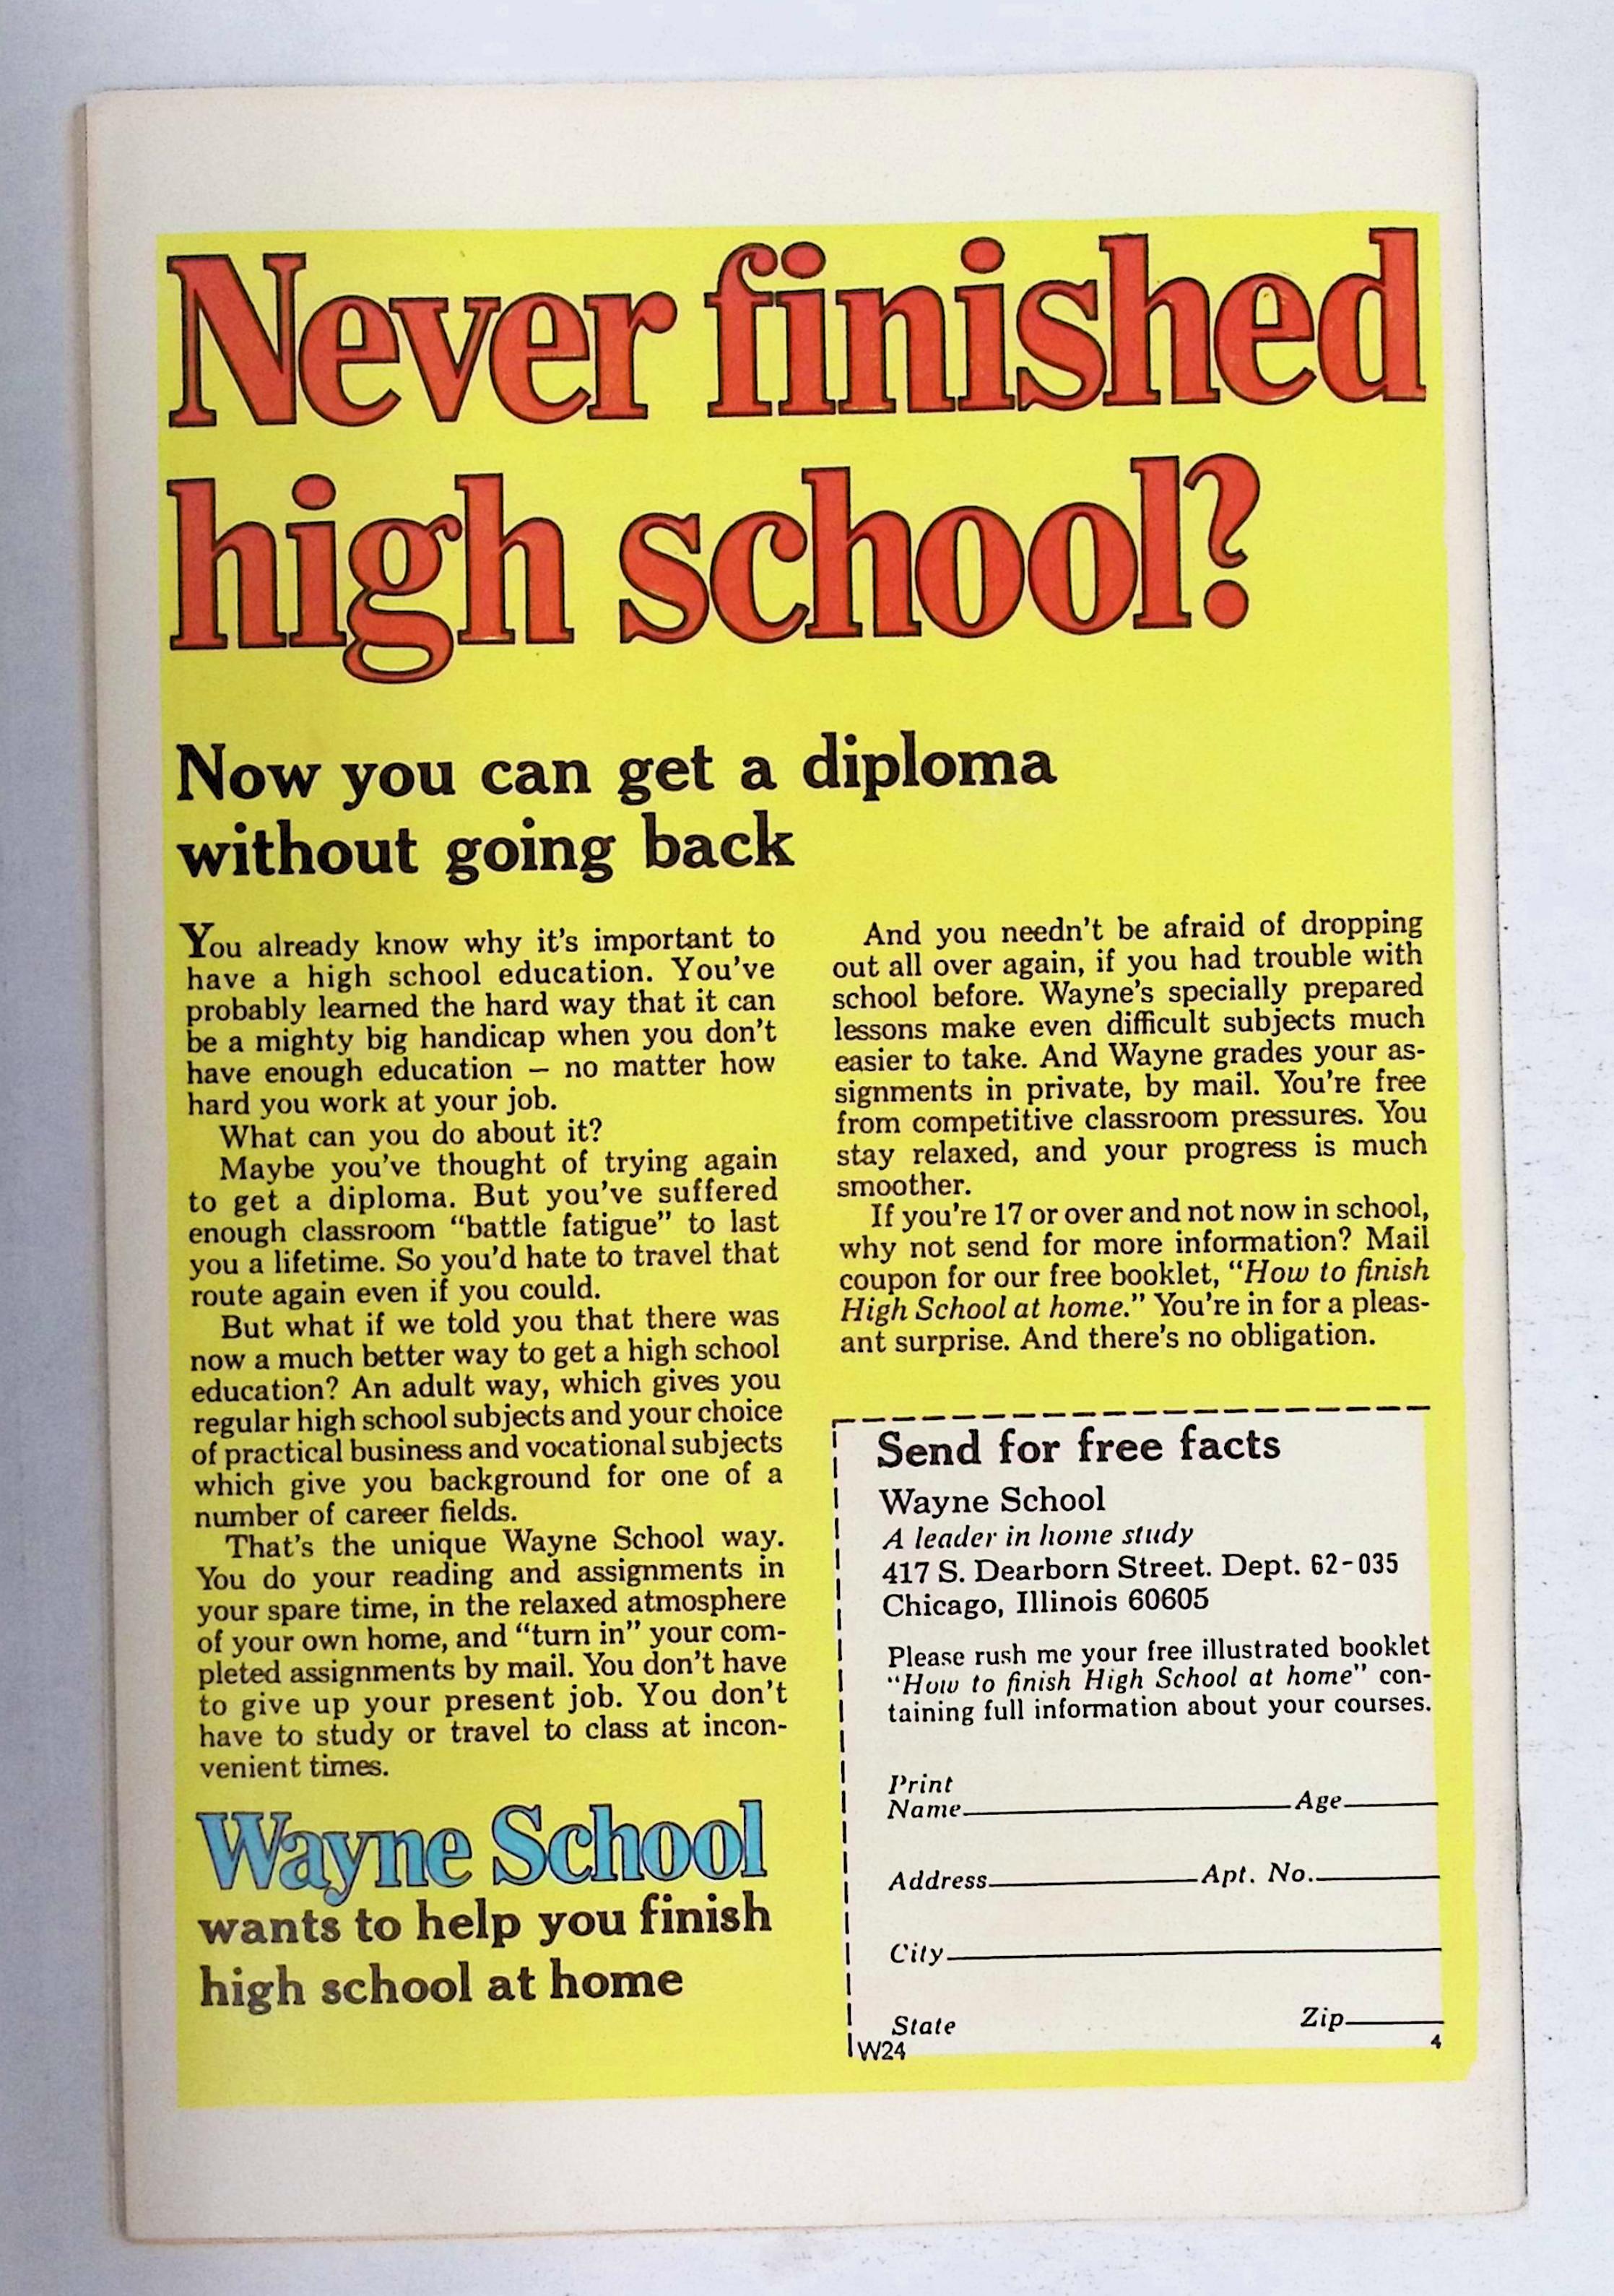 Never finished
high school?
Now you can get a diploma
without going back
You already know why it's important to
have a high school education. You've
probably learned the hard way that it can
be a mighty big handicap when you don't
have enough education – no matter how
hard you work at your job.
What can you do about it?
Maybe you've thought of trying again
to get a diploma. But you've suffered
enough classroom “battle fatigue” to last
you a lifetime. So you'd hate to travel that
route again even if you could.
But what if we told you that there was
now a much better way to get a high school
education? An adult way, which gives you
regular high school subjects and your choice
of practical business and vocational subjects
which give you background for one of a
number of career fields.
That's the unique Wayne School way.
You do your reading and assignments in
your spare time, in the relaxed atmosphere
of your own home, and “turn in” your com-
pleted assignments by mail. You don't have
to give up your present job. You don't
have to study or travel to class at incon-
venient times.
Wayne School
wants to help you finish
high school at home
And you needn't be afraid of dropping
out all over again, if you had trouble with
school before. Wayne's specially prepared
lessons make even difficult subjects much
easier to take. And Wayne grades your as-
signments in private, by mail. You're free
from competitive classroom pressures. You
stay relaxed, and your progress is much
smoother.
If you're 17 or over and not now in school,
why not send for more information? Mail
coupon for our free booklet, “How to finish
High School at home.” You're in for a pleas-
ant surprise. And there's no obligation.
Send for free facts
Wayne School
A leader in home study
417 S. Dearborn Street. Dept. 62-035
Chicago, Illinois 60605
Please rush me your free illustrated booklet
“How to finish High School at home” con-
taining full information about your courses.
Print
Name Age
Address Apt. No.
City
State Zip
W24 4